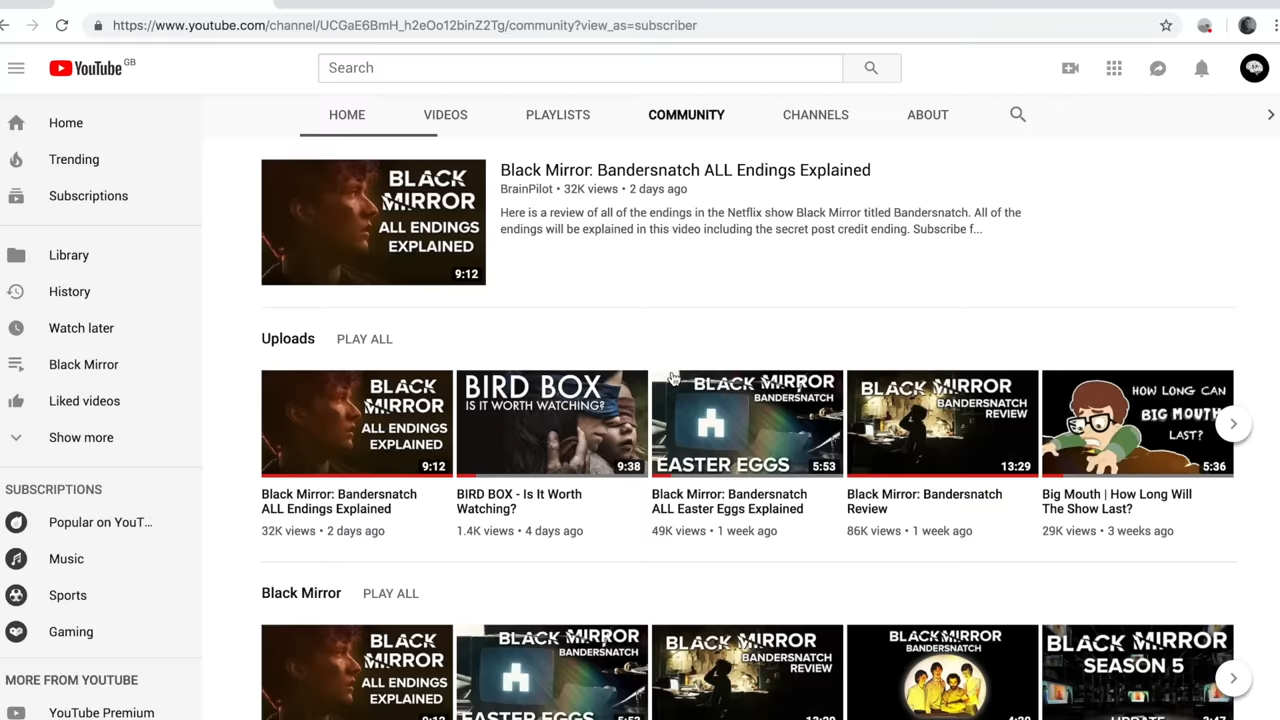 https://www.youtube.com/channel/UCGaE6BmH_h2eOo12binZ2Tg/community?view_as=subscriber
YouTube GB
Search
HOME VIDEOS PLAYLISTS COMMUNITY CHANNELS ABOUT
Home
Trending
Subscriptions
Library
History
Watch later
Black Mirror
Liked videos
Show more
SUBSCRIPTIONS
Popular on YouT...
Music
Sports
Gaming
MORE FROM YOUTUBE
YouTube Premium
BLACK
MIRROR
ALL ENDINGS
EXPLAINED
9:12
Black Mirror: Bandersnatch ALL Endings Explained
BrainPilot • 32K views • 2 days ago
Here is a review of all of the endings in the Netflix show Black Mirror titled Bandersnatch. All of the
endings will be explained in this video including the secret post credit ending. Subscribe f...
Uploads PLAY ALL
BLACK
MIRROR
ALL ENDINGS
EXPLAINED
9:12
Black Mirror: Bandersnatch
ALL Endings Explained
32K views • 2 days ago
BIRD BOX
IS IT WORTH WATCHING?
9:38
BIRD BOX - Is It Worth
Watching?
1.4K views • 4 days ago
BLACK MIRROR
BANDERSNATCH
EASTER EGGS
5:53
Black Mirror: Bandersnatch
ALL Easter Eggs Explained
49K views • 1 week ago
BLACK MIRROR
BANDERSNATCH
REVIEW
13:29
Black Mirror: Bandersnatch
Review
86K views • 1 week ago
HOW LONG CAN
BIG MOUTH
LAST?
5:36
Big Mouth | How Long Will
The Show Last?
29K views • 3 weeks ago
Black Mirror PLAY ALL
BLACK
MIRROR
ALL ENDINGS
EXPLAINED
9:12
BLACK MIRROR
BANDERSNATCH
EASTER EGGS
5:53
BLACK MIRROR
BANDERSNATCH
REVIEW
13:29
BLACK MIRROR
BANDERSNATCH
BLACK MIRROR
SEASON 5
UPDATE